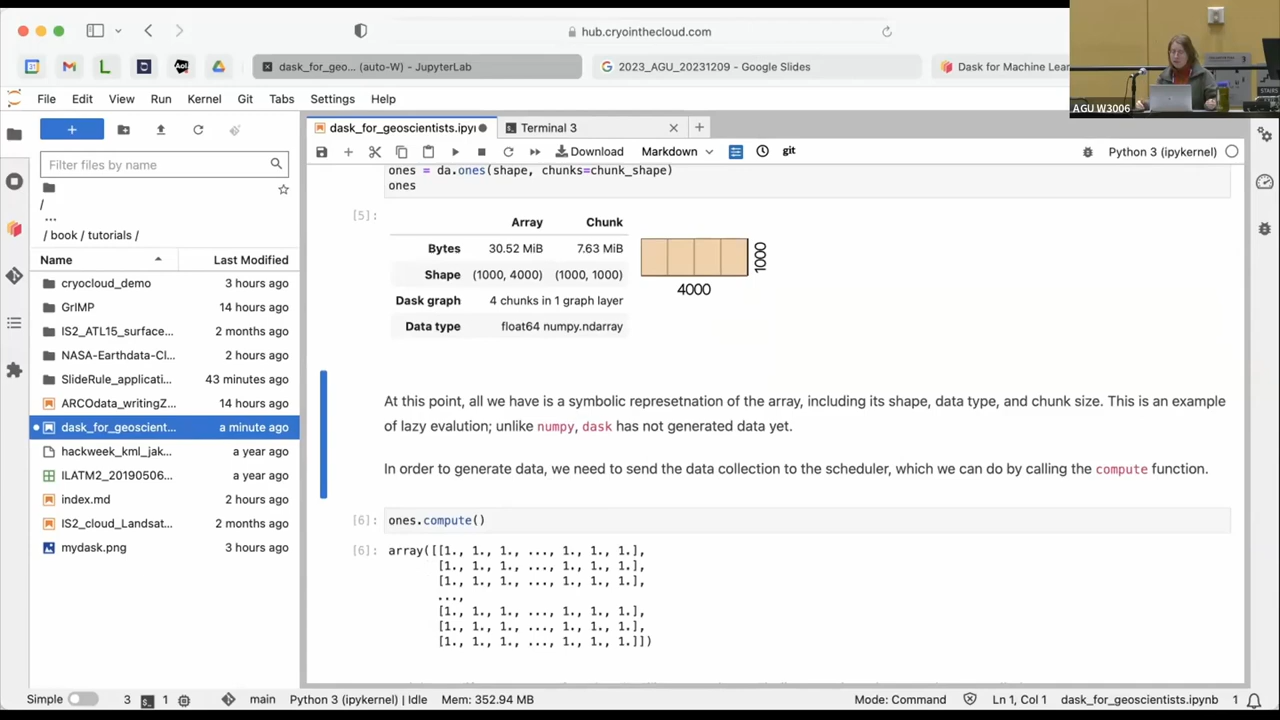 hub.cryointhecloud.com
dask_for_geo... (auto-W) - JupyterLab
2023_AGU_20231209 - Google Slides
Dask for Machine Lear
STAIRS
AGU W3006
File Edit View Run Kernel Git Tabs Settings Help
dask_for_geoscientists.ipyn
Terminal 3
Download
Markdown
git
Python 3 (ipykernel)
Filter files by name
/
...
/ book / tutorials /
Name Last Modified
cryocloud_demo 3 hours ago
GrIMP 14 hours ago
IS2_ATL15_surface... 2 months ago
NASA-Earthdata-Cl... 2 hours ago
SlideRule_applicati... 43 minutes ago
ARCOdata_writingZ... 14 hours ago
dask_for_geoscient... a minute ago
hackweek_kml_jak... a year ago
ILATM2_20190506... a year ago
index.md 2 hours ago
IS2_cloud_Landsat... 2 months ago
mydask.png 3 hours ago
ones = da.ones(shape, chunks=chunk_shape)
ones
[5]:
Array Chunk
Bytes 30.52 MiB 7.63 MiB
Shape (1000, 4000) (1000, 1000)
Dask graph 4 chunks in 1 graph layer
Data type float64 numpy.ndarray
1000
4000
At this point, all we have is a symbolic represetnation of the array, including its shape, data type, and chunk size. This is an example
of lazy evalution; unlike numpy, dask has not generated data yet.
In order to generate data, we need to send the data collection to the scheduler, which we can do by calling the compute function.
[6]: ones.compute()
[6]: array([[1., 1., 1., ..., 1., 1., 1.],
[1., 1., 1., ..., 1., 1., 1.],
[1., 1., 1., ..., 1., 1., 1.],
...,
[1., 1., 1., ..., 1., 1., 1.],
[1., 1., 1., ..., 1., 1., 1.],
[1., 1., 1., ..., 1., 1., 1.]])
Simple 3 1 main Python 3 (ipykernel) | Idle Mem: 352.94 MB Mode: Command Ln 1, Col 1 dask_for_geoscientists.ipynb 1